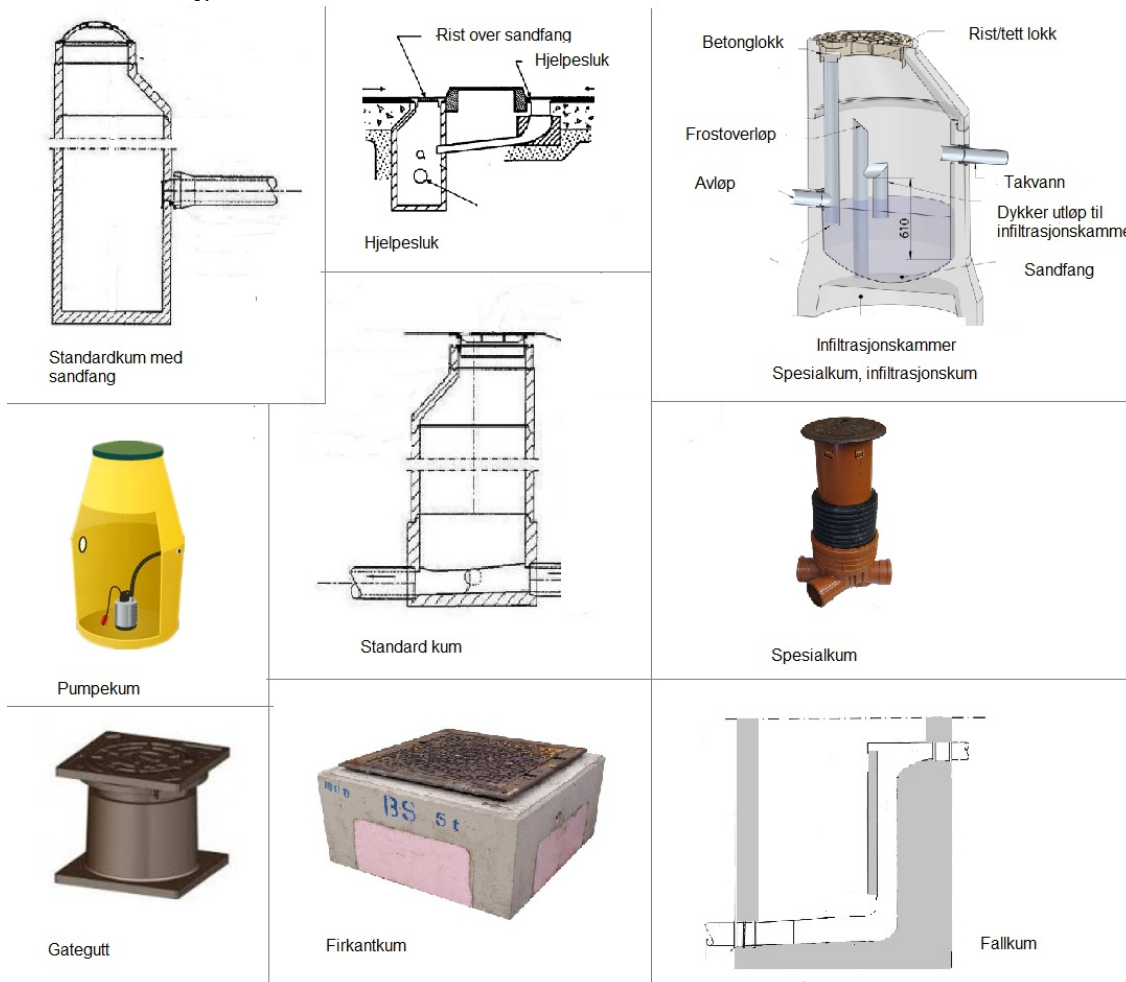 Rist over sandfang
Hjelpesluk
Hjelpesluk
Standardkum med
sandfang
Betonglokk
Rist/tett lokk
Frostoverløp
Avløp
Takvann
Dykker utløp til
infiltrasjonskamme
610
Sandfang
Infiltrasjonskammer
Spesialkum, infiltrasjonskum
Pumpekum
Standard kum
Spesialkum
Gategutt
BS 5t
Firkantkum
Fallkum